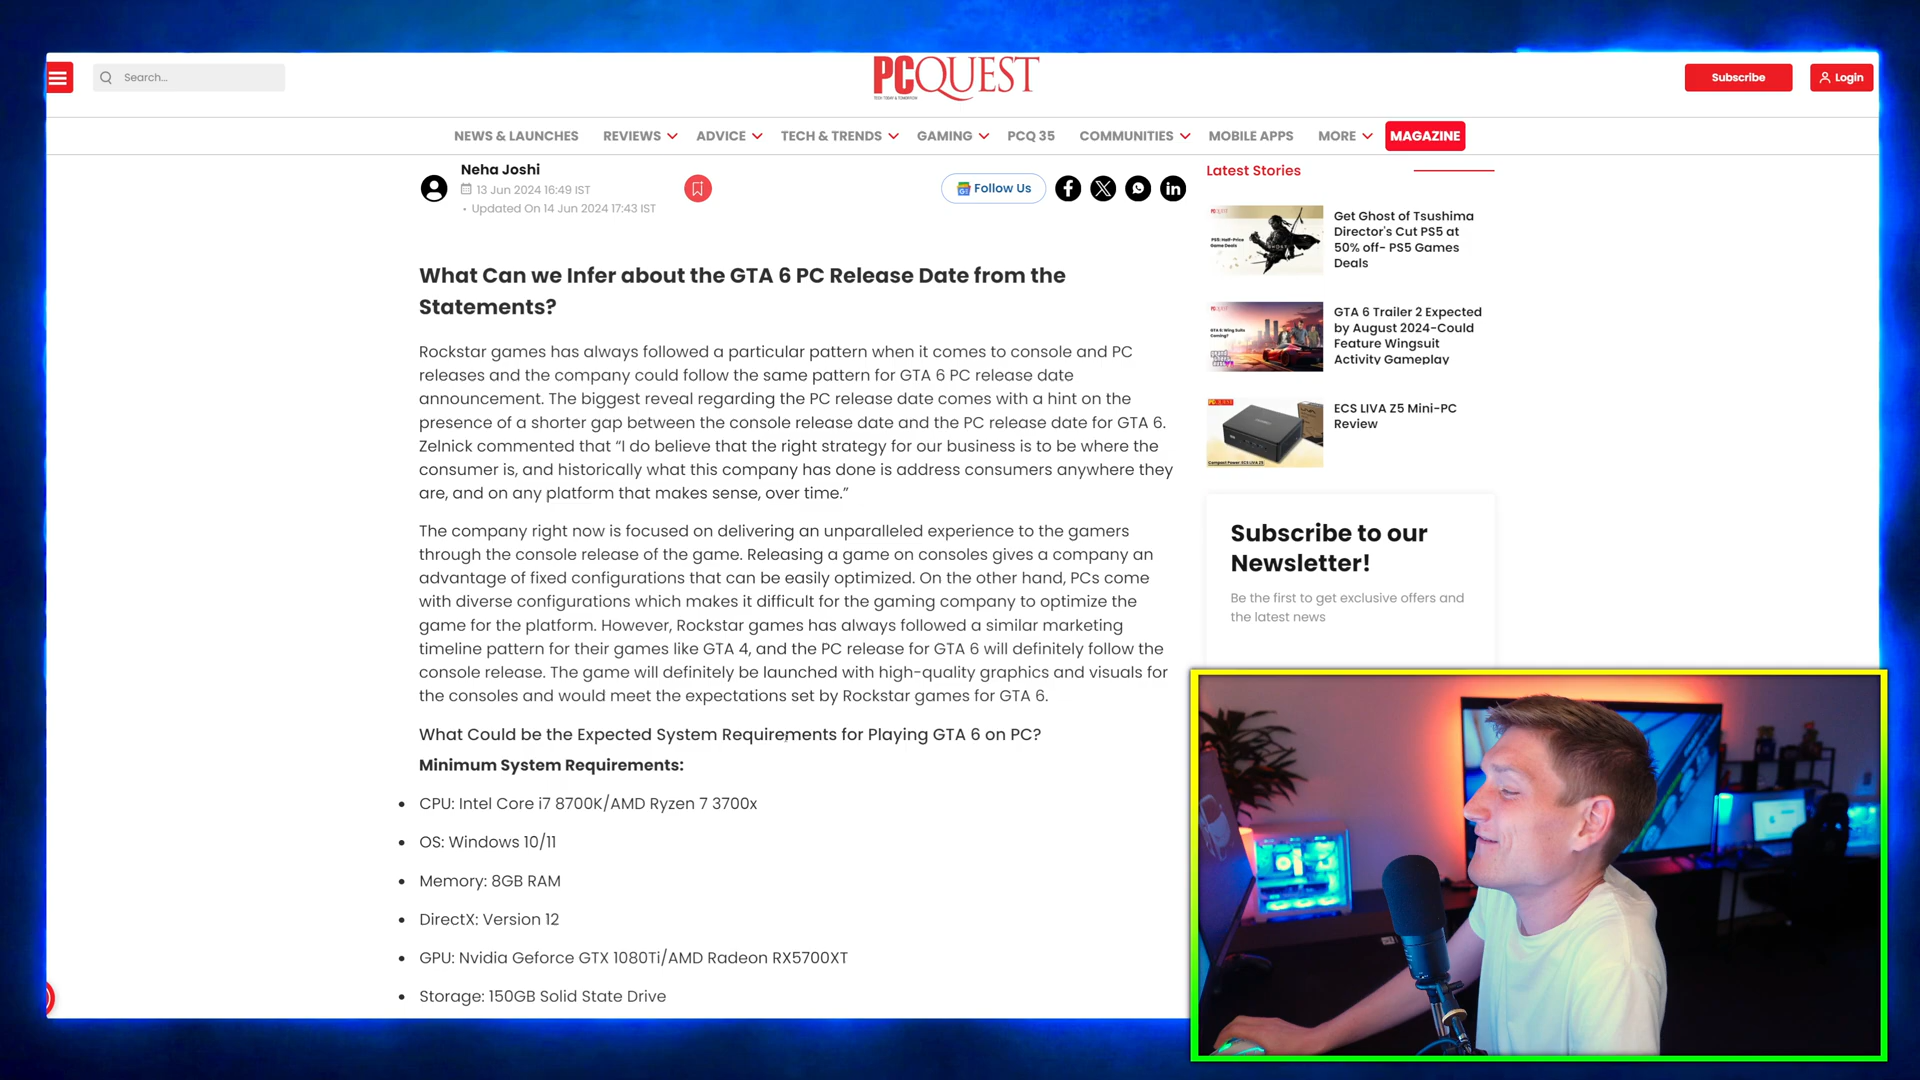 Search...
PCQUEST
Subscribe
Login
NEWS & LAUNCHES
REVIEWS
ADVICE
TECH & TRENDS
GAMING
PCQ 35
COMMUNITIES
MOBILE APPS
MORE
MAGAZINE
Neha Joshi
13 Jun 2024 16:49 IST
• Updated On 14 Jun 2024 17:43 IST
Follow Us
What Can we Infer about the GTA 6 PC Release Date from the
Statements?
Rockstar games has always followed a particular pattern when it comes to console and PC
releases and the company could follow the same pattern for GTA 6 PC release date
announcement. The biggest reveal regarding the PC release date comes with a hint on the
presence of a shorter gap between the console release date and the PC release date for GTA 6.
Zelnick commented that “I do believe that the right strategy for our business is to be where the
consumer is, and historically what this company has done is address consumers anywhere they
are, and on any platform that makes sense, over time.”
The company right now is focused on delivering an unparalleled experience to the gamers
through the console release of the game. Releasing a game on consoles gives a company an
advantage of fixed configurations that can be easily optimized. On the other hand, PCs come
with diverse configurations which makes it difficult for the gaming company to optimize the
game for the platform. However, Rockstar games has always followed a similar marketing
timeline pattern for their games like GTA 4, and the PC release for GTA 6 will definitely follow the
console release. The game will definitely be launched with high-quality graphics and visuals for
the consoles and would meet the expectations set by Rockstar games for GTA 6.
What Could be the Expected System Requirements for Playing GTA 6 on PC?
Minimum System Requirements:
• CPU: Intel Core i7 8700K/AMD Ryzen 7 3700x
• OS: Windows 10/11
• Memory: 8GB RAM
• DirectX: Version 12
• GPU: Nvidia Geforce GTX 1080Ti/AMD Radeon RX5700XT
• Storage: 150GB Solid State Drive
Latest Stories
PS5: Half-Price
Game Deals
Get Ghost of Tsushima
Director's Cut PS5 at
50% off- PS5 Games
Deals
GTA 6: Wing Suits
Coming?
GTA 6 Trailer 2 Expected
by August 2024-Could
Feature Wingsuit
Activity Gameplay
ECS LIVA Z5 Mini-PC
Review
Subscribe to our
Newsletter!
Be the first to get exclusive offers and
the latest news